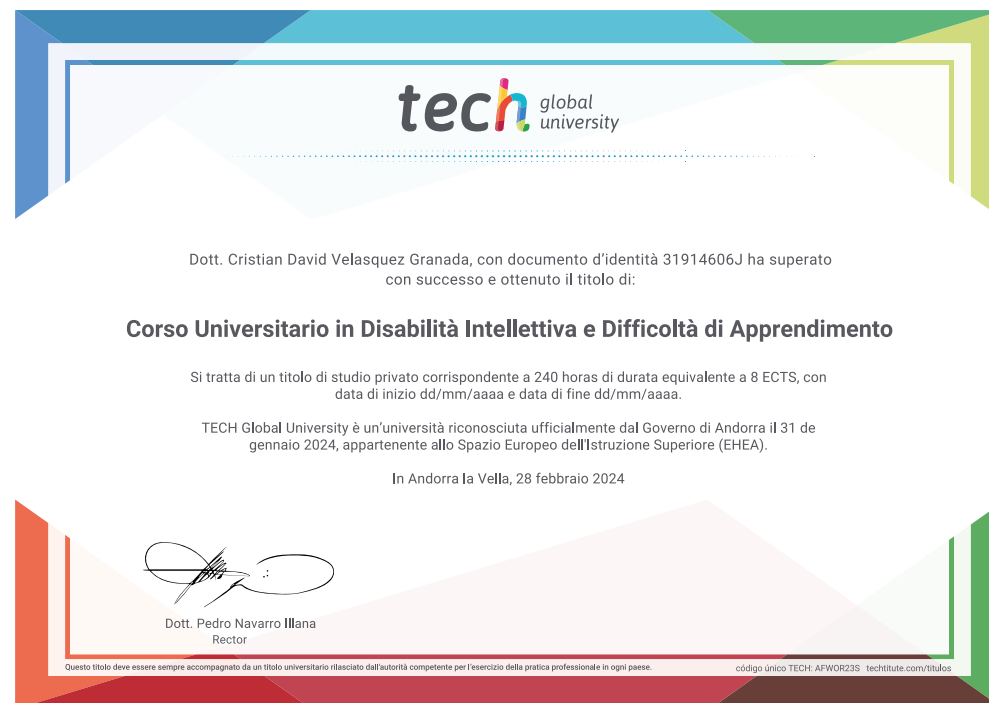 tech global
university
Dott. Cristian David Velasquez Granada, con documento d'identità 31914606J ha superato
con successo e ottenuto il titolo di:
Corso Universitario in Disabilità Intellettiva e Difficoltà di Apprendimento
Si tratta di un titolo di studio privato corrispondente a 240 horas di durata equivalente a 8 ECTS, con
data di inizio dd/mm/aaaa e data di fine dd/mm/aaaa.
TECH Global University è un'università riconosciuta ufficialmente dal Governo di Andorra il 31 de
gennaio 2024, appartenente allo Spazio Europeo dell'Istruzione Superiore (EHEA).
In Andorra la Vella, 28 febbraio 2024
Dott. Pedro Navarro Illana
Rector
Questo titolo deve essere sempre accompagnato da un titolo universitario rilasciato dall'autorità competente per l'esercizio della pratica professionale in ogni paese.
código único TECH: AFWOR23S techtitute.com/titulos